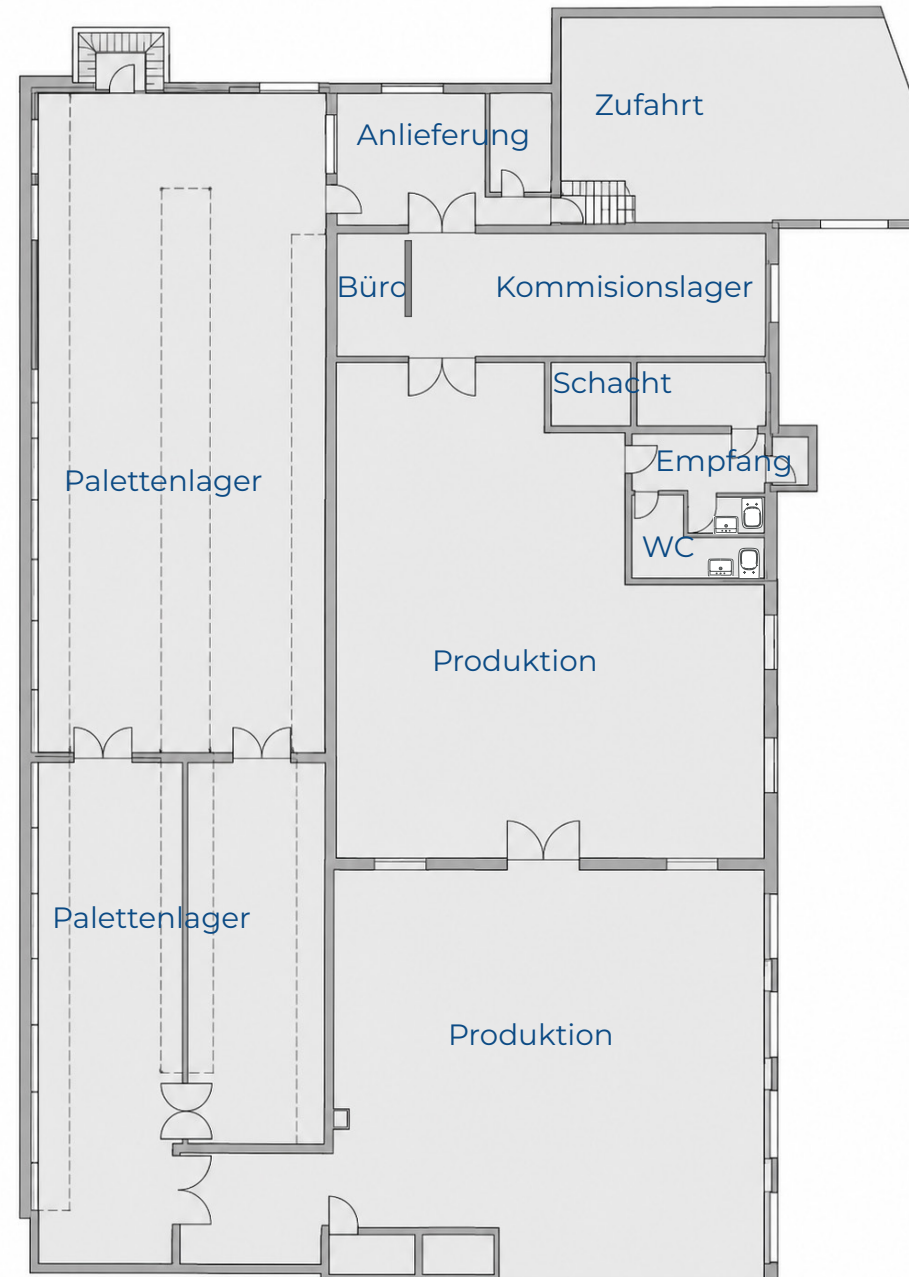 Zufahrt
Anlieferung
Büro
Kommisionslager
Schacht
Empfang
Palettenlager
WC
Produktion
Palettenlager
Produktion